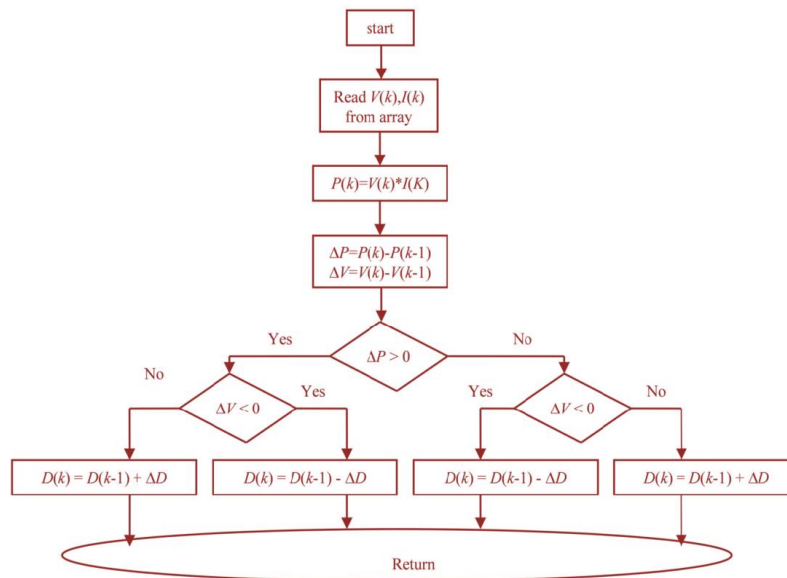 start
Read V(k),I(k)
from array
P(k)=V(k)*I(K)
ΔP=P(k)-P(k-1)
ΔV=V(k)-V(k-1)
Yes
ΔP > 0
No
No
ΔV < 0
Yes
Yes
ΔV < 0
No
D(k) = D(k-1) + ΔD
D(k) = D(k-1) - ΔD
D(k) = D(k-1) - ΔD
D(k) = D(k-1) + ΔD
Return